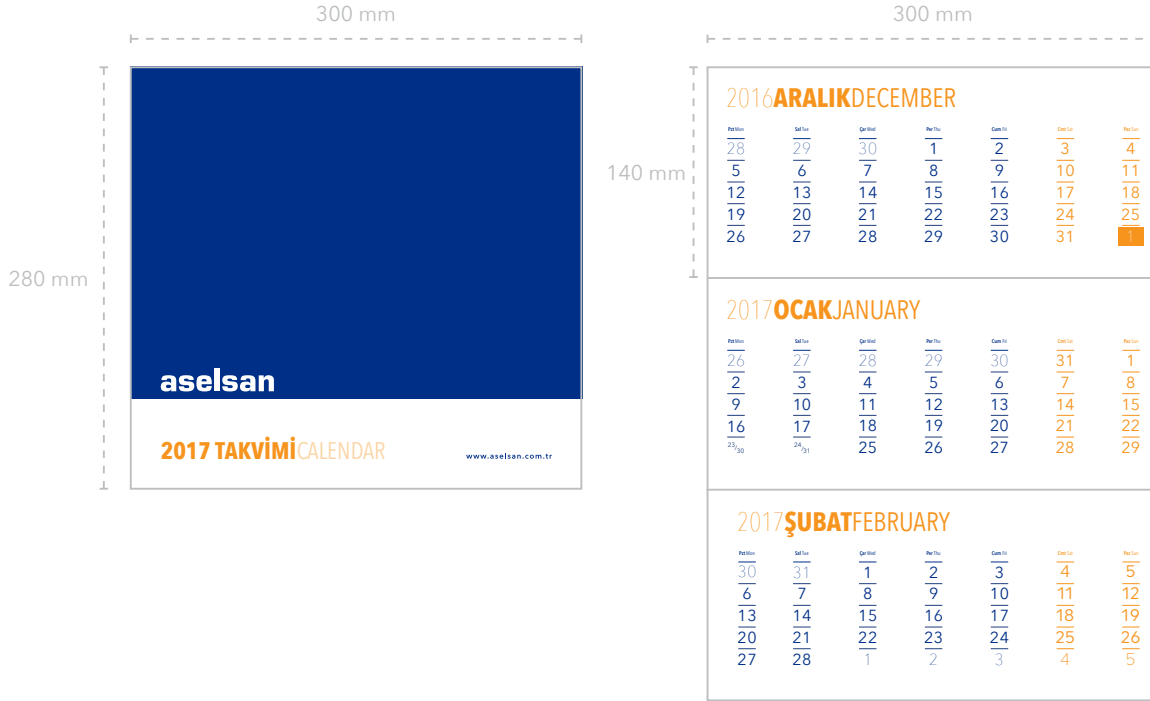 300 mm
280 mm
aselsan
2017 TAKVİMİCALENDAR
www.aselsan.com.tr
300 mm
140 mm
2016ARALIKDECEMBER
Pzt Mon Sal Tue Çar Wed Per Thu Cum Fri Cmt Sat Paz Sun
28 29 30 1 2 3 4
5 6 7 8 9 10 11
12 13 14 15 16 17 18
19 20 21 22 23 24 25
26 27 28 29 30 31 1
2017OCAKJANUARY
Pzt Mon Sal Tue Çar Wed Per Thu Cum Fri Cmt Sat Paz Sun
26 27 28 29 30 31 1
2 3 4 5 6 7 8
9 10 11 12 13 14 15
16 17 18 19 20 21 22
23/30 24/31 25 26 27 28 29
2017ŞUBATFEBRUARY
Pzt Mon Sal Tue Çar Wed Per Thu Cum Fri Cmt Sat Paz Sun
30 31 1 2 3 4 5
6 7 8 9 10 11 12
13 14 15 16 17 18 19
20 21 22 23 24 25 26
27 28 1 2 3 4 5